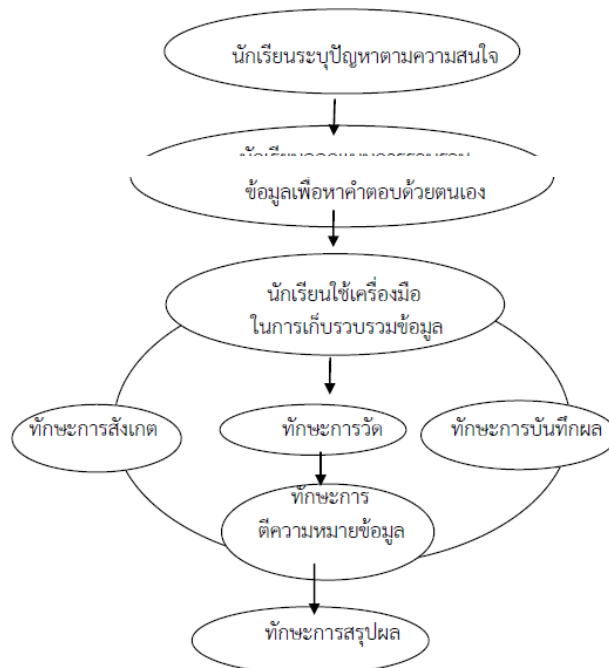 นักเรียนระบุปัญหาตามความสนใจ
ข้อมูลเพื่อหาคำตอบด้วยตนเอง
นักเรียนใช้เครื่องมือ
ในการเก็บรวบรวมข้อมูล
ทักษะการสังเกต
ทักษะการวัด
ทักษะการบันทึกผล
ทักษะการ
ตีความหมายข้อมูล
ทักษะการสรุปผล